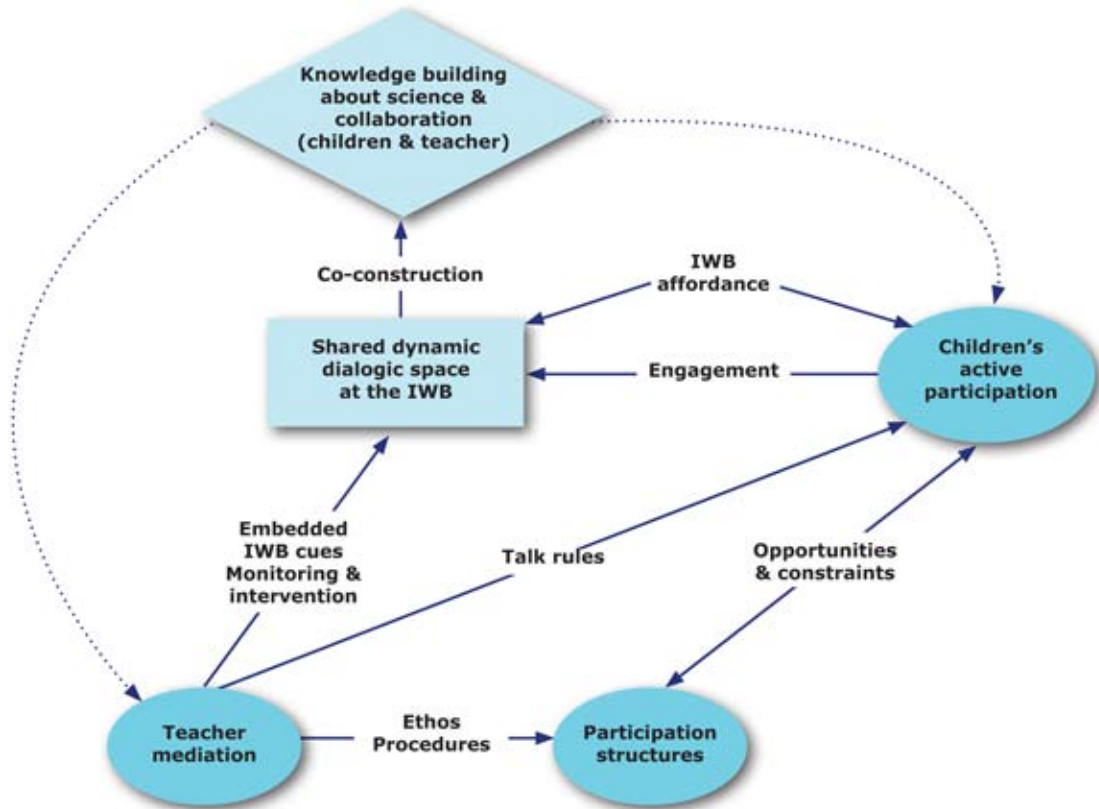 Knowledge building
about science &
collaboration
(children & teacher)
Co-construction
IWB
affordance
Shared dynamic
dialogic space
at the IWB
Engagement
Children's
active
participation
Embedded
IWB cues
Monitoring &
intervention
Talk rules
Opportunities
& constraints
Teacher
mediation
Ethos
Procedures
Participation
structures